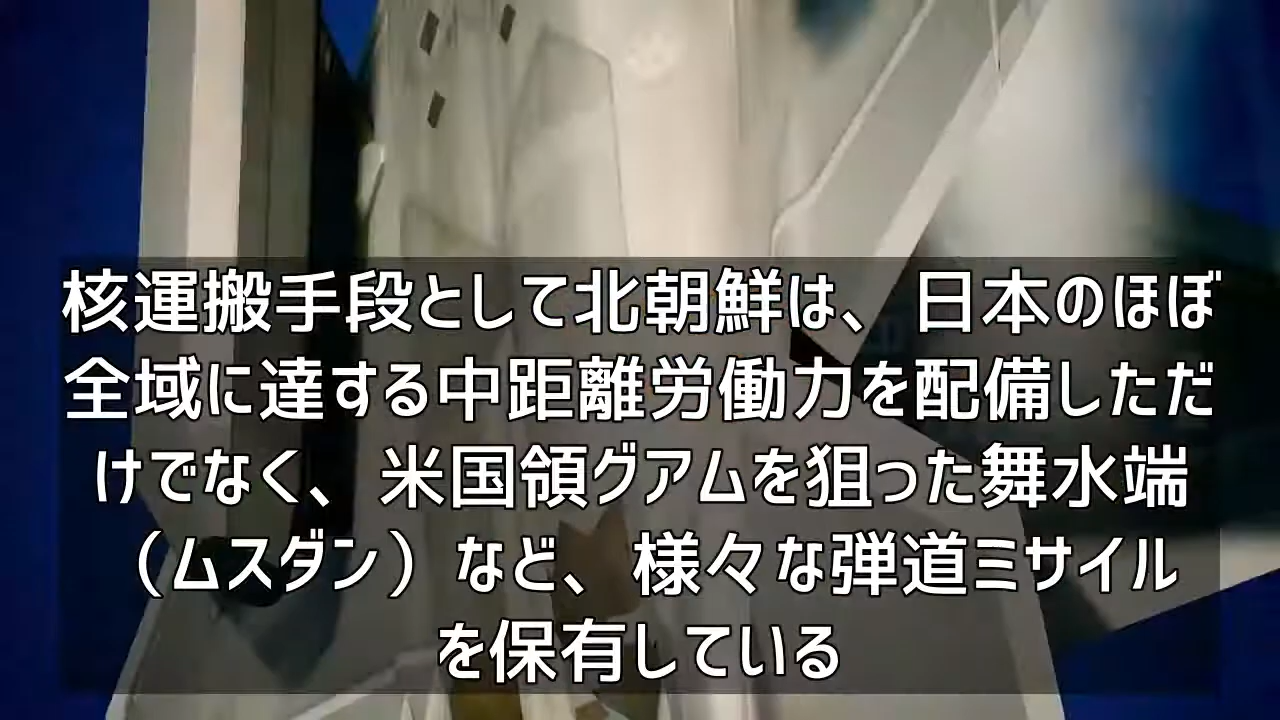 核運搬手段として北朝鮮は、日本のほぼ
全域に達する中距離労働力を配備しただ
けでなく、米国領グアムを狙った舞水端
（ムスダン）など、様々な弾道ミサイル
を保有している